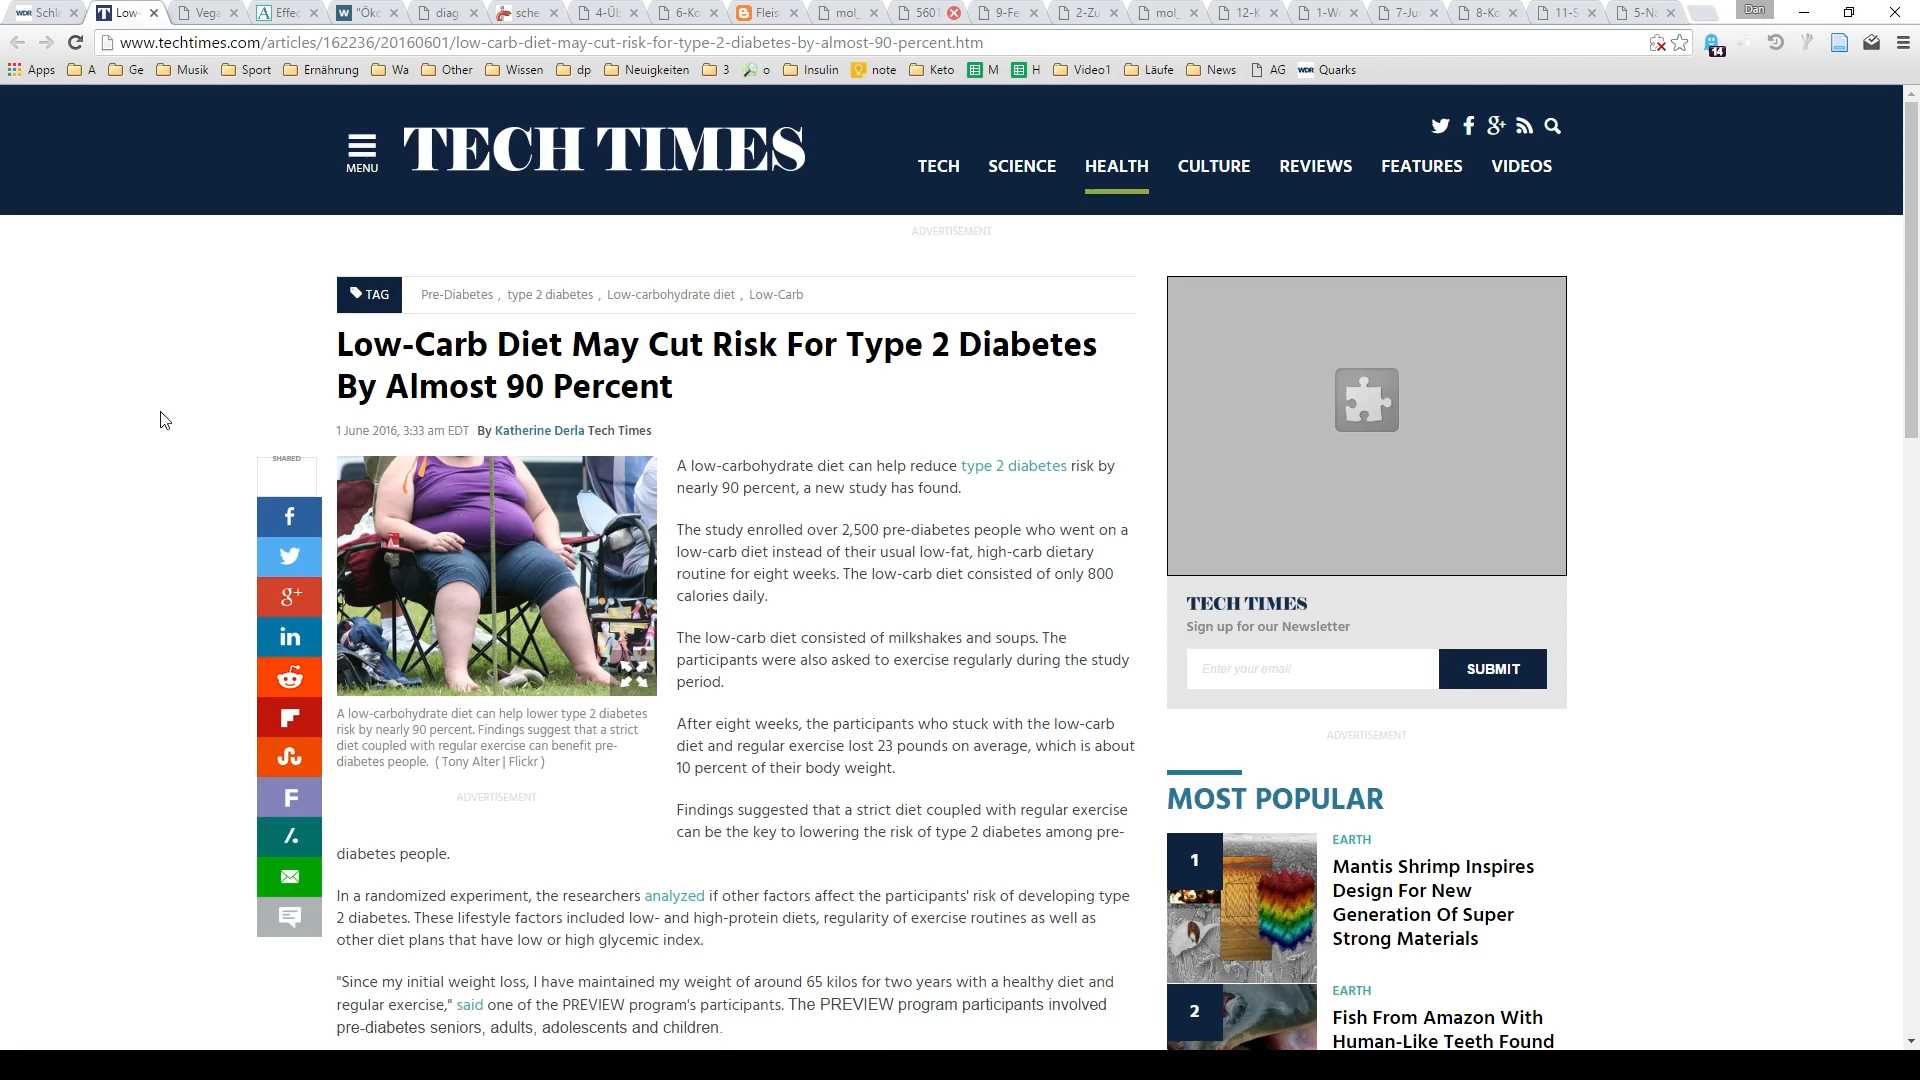 Schl
Low-
Vega
Effec
"Öko
diag
sche
4-Üb
6-Ko
Fleis
mol_
5601
9-Fe
2-Zu
mol_
12-K
1-W
7-Ju
8-Ko
11-S
5-Na
Dan
www.techtimes.com/articles/162236/20160601/low-carb-diet-may-cut-risk-for-type-2-diabetes-by-almost-90-percent.htm
14
Apps A Ge Musik Sport Ernährung Wa Other Wissen dp Neuigkeiten 3 o Insulin note Keto M H Video1 Läufe News AG WDR Quarks
MENU
TECH TIMES
TECH SCIENCE HEALTH CULTURE REVIEWS FEATURES VIDEOS
ADVERTISEMENT
TAG Pre-Diabetes , type 2 diabetes , Low-carbohydrate diet , Low-Carb
Low-Carb Diet May Cut Risk For Type 2 Diabetes
By Almost 90 Percent
1 June 2016, 3:33 am EDT By Katherine Derla Tech Times
SHARED
A low-carbohydrate diet can help lower type 2 diabetes
risk by nearly 90 percent. Findings suggest that a strict
diet coupled with regular exercise can benefit pre-
diabetes people. ( Tony Alter | Flickr )
ADVERTISEMENT
A low-carbohydrate diet can help reduce type 2 diabetes risk by
nearly 90 percent, a new study has found.
The study enrolled over 2,500 pre-diabetes people who went on a
low-carb diet instead of their usual low-fat, high-carb dietary
routine for eight weeks. The low-carb diet consisted of only 800
calories daily.
The low-carb diet consisted of milkshakes and soups. The
participants were also asked to exercise regularly during the study
period.
After eight weeks, the participants who stuck with the low-carb
diet and regular exercise lost 23 pounds on average, which is about
10 percent of their body weight.
Findings suggested that a strict diet coupled with regular exercise
can be the key to lowering the risk of type 2 diabetes among pre-
diabetes people.
In a randomized experiment, the researchers analyzed if other factors affect the participants' risk of developing type
2 diabetes. These lifestyle factors included low- and high-protein diets, regularity of exercise routines as well as
other diet plans that have low or high glycemic index.
"Since my initial weight loss, I have maintained my weight of around 65 kilos for two years with a healthy diet and
regular exercise," said one of the PREVIEW program's participants. The PREVIEW program participants involved
pre-diabetes seniors, adults, adolescents and children.
TECH TIMES
Sign up for our Newsletter
Enter your email
SUBMIT
ADVERTISEMENT
MOST POPULAR
1
EARTH
Mantis Shrimp Inspires
Design For New
Generation Of Super
Strong Materials
2
EARTH
Fish From Amazon With
Human-Like Teeth Found